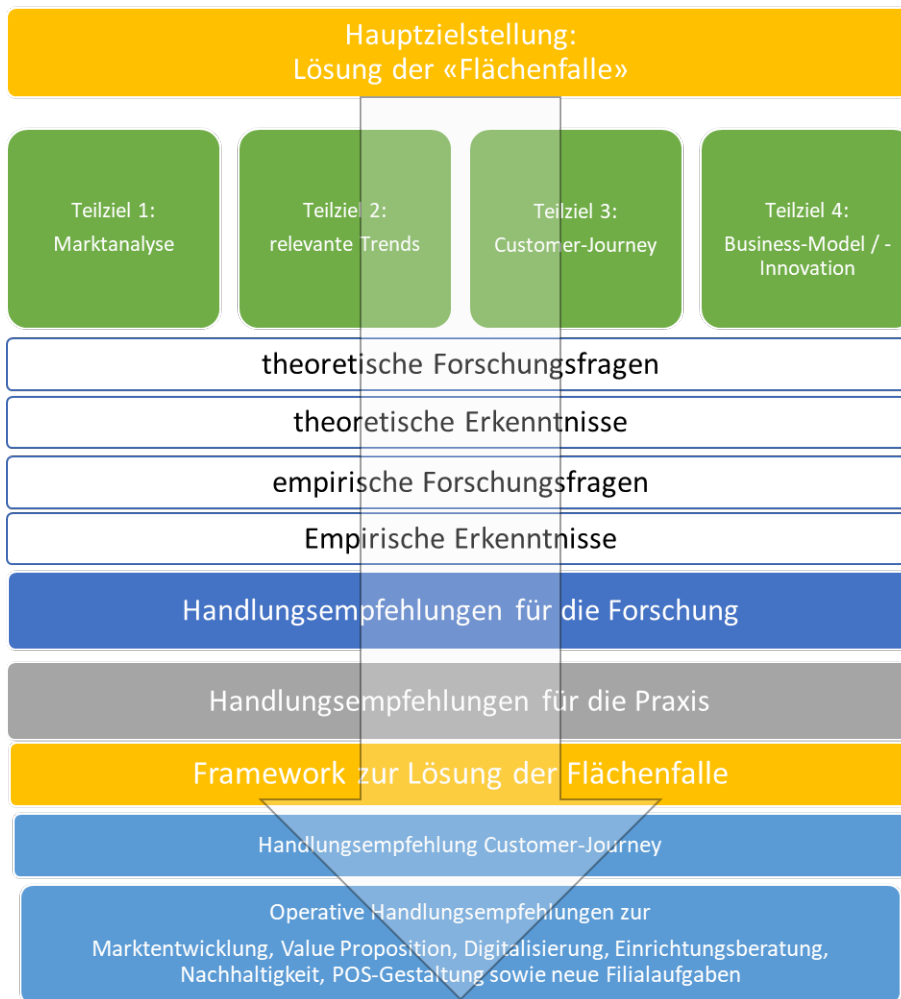 Hauptzielstellung:
Lösung der «Flächenfalle»
Teilziel 1:
Marktanalyse
Teilziel 2:
relevante Trends
Teilziel 3:
Customer-Journey
Teilziel 4:
Business-Model / -
Innovation
theoretische Forschungsfragen
theoretische Erkenntnisse
empirische Forschungsfragen
Empirische Erkenntnisse
Handlungsempfehlungen für die Forschung
Handlungsempfehlungen für die Praxis
Framework zur Lösung der Flächenfalle
Handlungsempfehlung Customer-Journey
Operative Handlungsempfehlungen zur
Marktentwicklung, Value Proposition, Digitalisierung, Einrichtungsberatung,
Nachhaltigkeit, POS-Gestaltung sowie neue Filialaufgaben